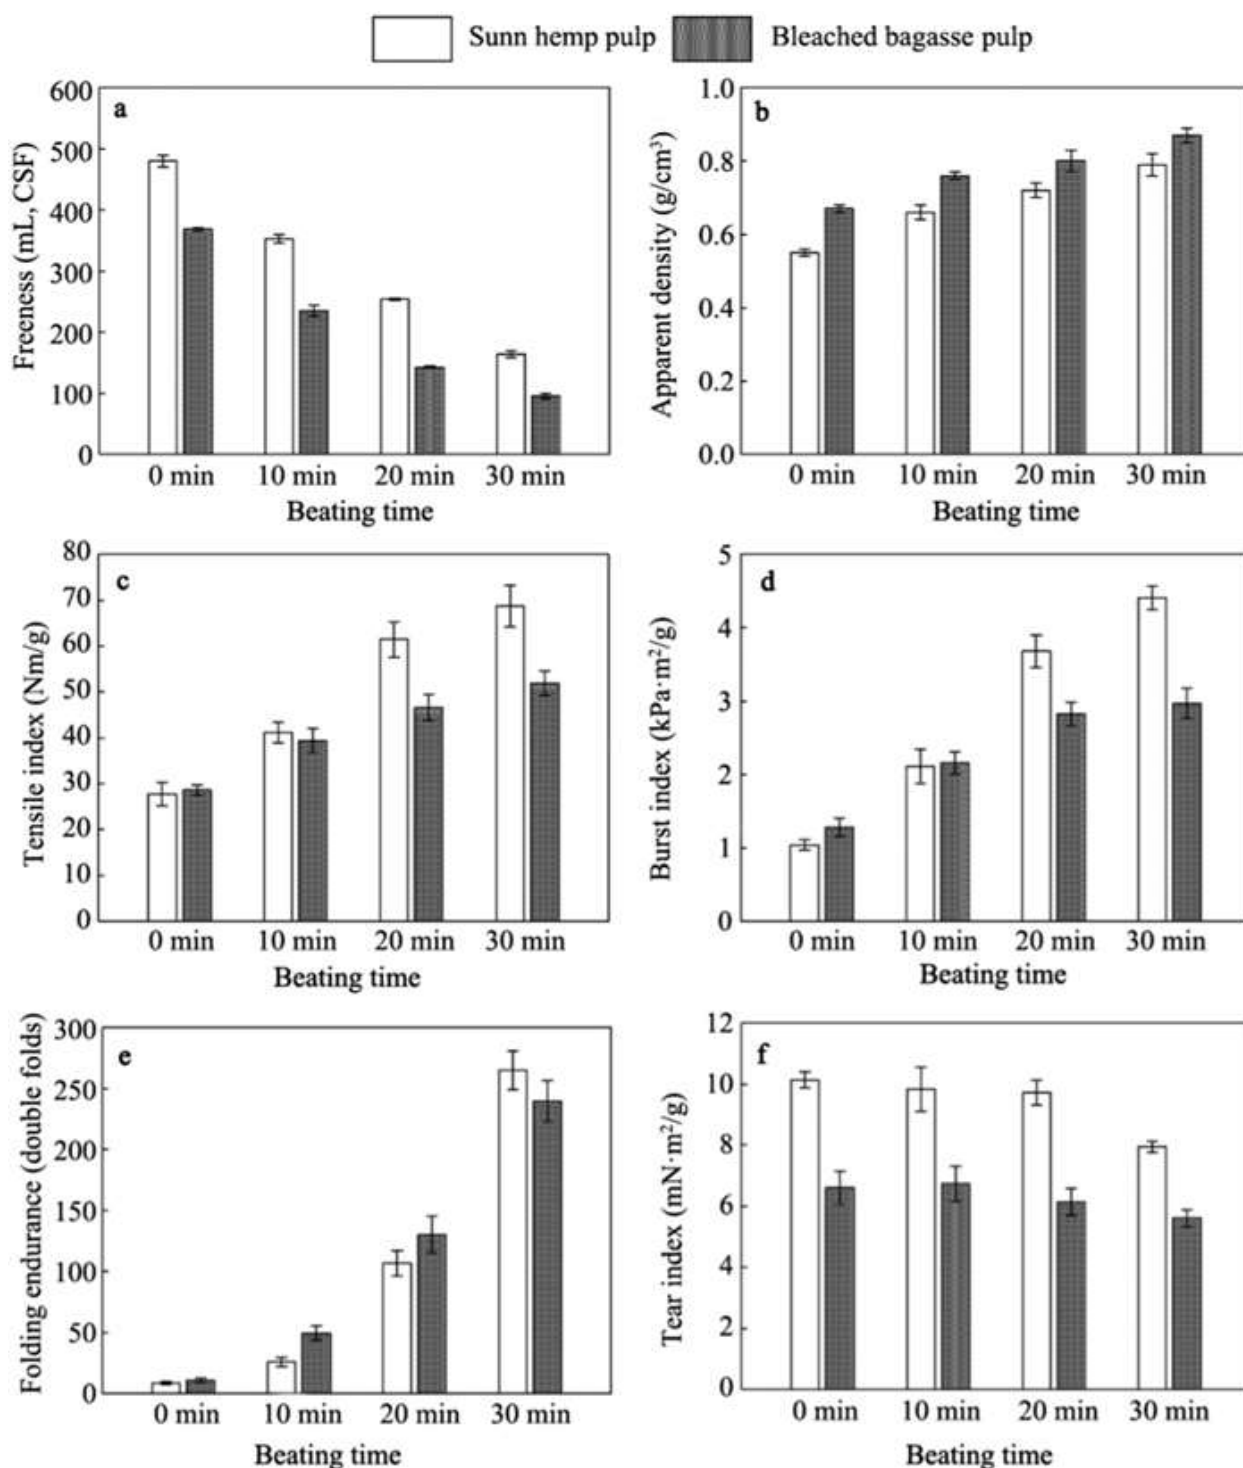 Sunn hemp pulp
Bleached bagasse pulp
a
Freeness (mL, CSF)
600
500
400
300
200
100
0
0 min 10 min 20 min 30 min
Beating time
b
Apparent density (g/cm³)
1.0
0.8
0.6
0.4
0.2
0.0
0 min 10 min 20 min 30 min
Beating time
c
Tensile index (Nm/g)
80
70
60
50
40
30
20
10
0
0 min 10 min 20 min 30 min
Beating time
d
Burst index (kPa·m²/g)
5
4
3
2
1
0
0 min 10 min 20 min 30 min
Beating time
e
Folding endurance (double folds)
300
250
200
150
100
50
0
0 min 10 min 20 min 30 min
Beating time
f
Tear index (mN·m²/g)
12
10
8
6
4
2
0
0 min 10 min 20 min 30 min
Beating time